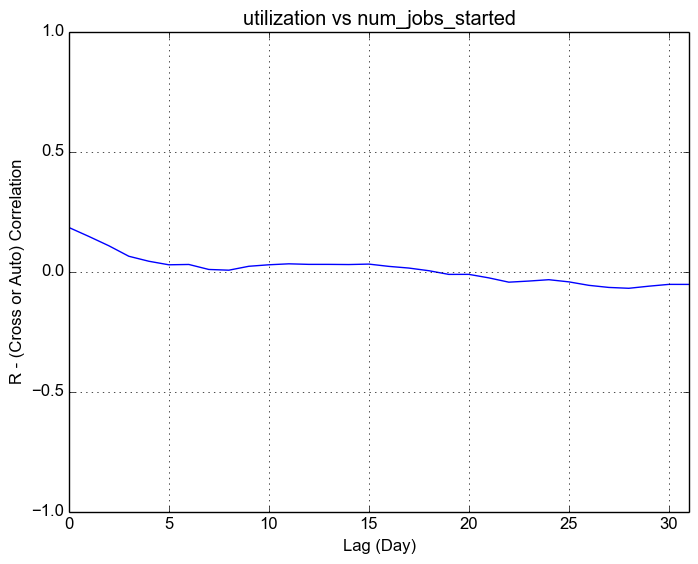 utilization vs num_jobs_started
1.0
0.5
0.0
−0.5
−1.0
R - (Cross or Auto) Correlation
0 5 10 15 20 25 30
Lag (Day)